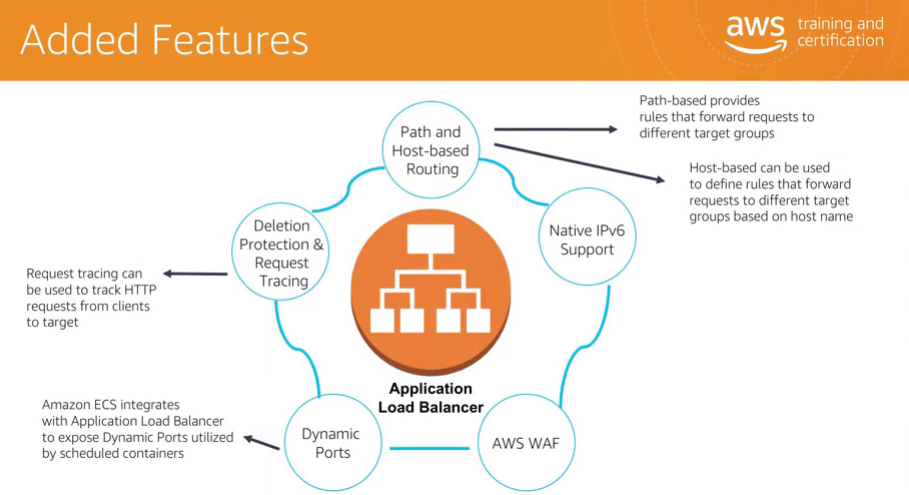 Added Features
aws
training and
certification
Path and
Host-based
Routing
Path-based provides
rules that forward requests to
different target groups
Host-based can be used
to define rules that forward
requests to different target
groups based on host name
Deletion
Protection &
Request
Tracing
Native IPv6
Support
Request tracing can
be used to track HTTP
requests from clients
to target
Application
Load Balancer
Amazon ECS integrates
with Application Load Balancer
to expose Dynamic Ports utilized
by scheduled containers
Dynamic
Ports
AWS WAF